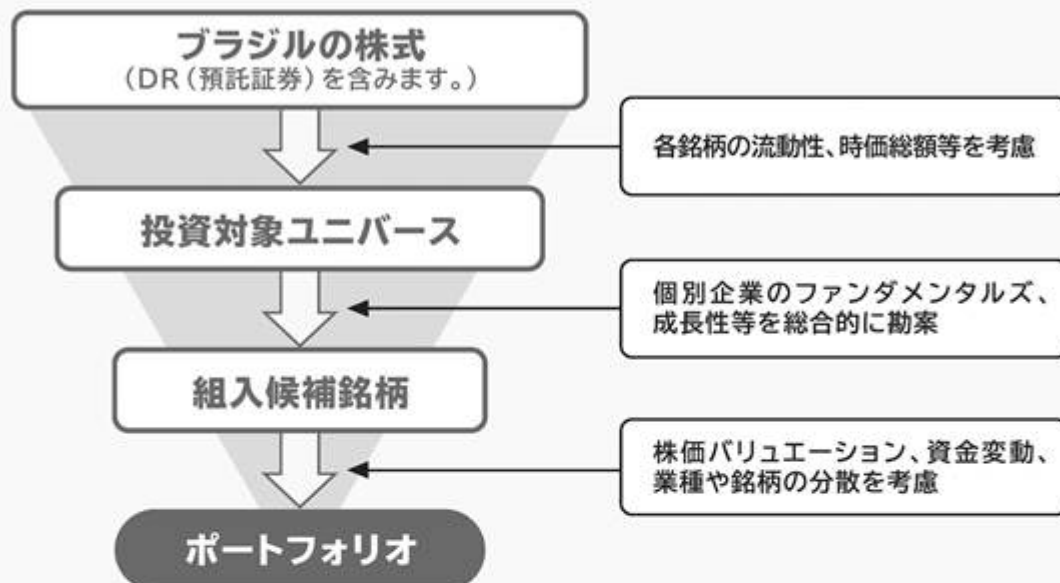 ブラジルの株式
(DR(預託証券)を含みます。)
各銘柄の流動性、時価総額等を考慮
投資対象ユニバース
個別企業のファンダメンタルズ、
成長性等を総合的に勘案
組入候補銘柄
株価バリュエーション、資金変動、
業種や銘柄の分散を考慮
ポートフォリオ